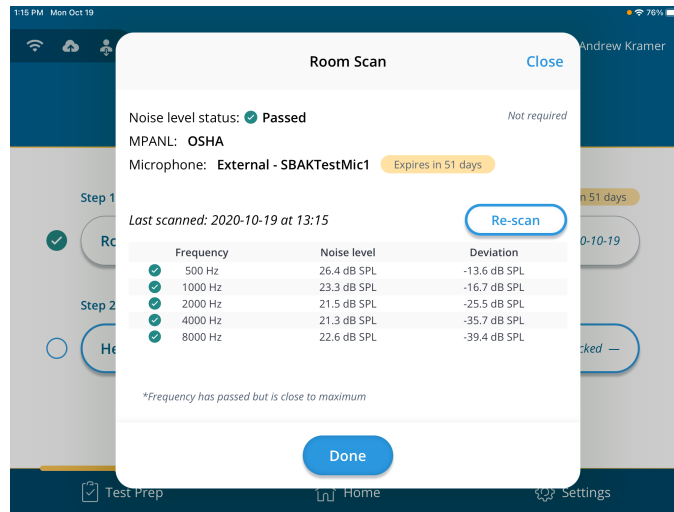 1:15 PM Mon Oct 19
76%
Andrew Kramer
Room Scan
Close
Noise level status: Passed
Not required
MPANL: OSHA
Microphone: External - SBAKTestMic1
Expires in 51 days
Step 1
n 51 days
Last scanned: 2020-10-19 at 13:15
Re-scan
Ro
0-10-19
Frequency Noise level Deviation
500 Hz 26.4 dB SPL -13.6 dB SPL
1000 Hz 23.3 dB SPL -16.7 dB SPL
2000 Hz 21.5 dB SPL -25.5 dB SPL
4000 Hz 21.3 dB SPL -35.7 dB SPL
8000 Hz 22.6 dB SPL -39.4 dB SPL
Step 2
He
cked —
*Frequency has passed but is close to maximum
Done
Test Prep
Home
Settings